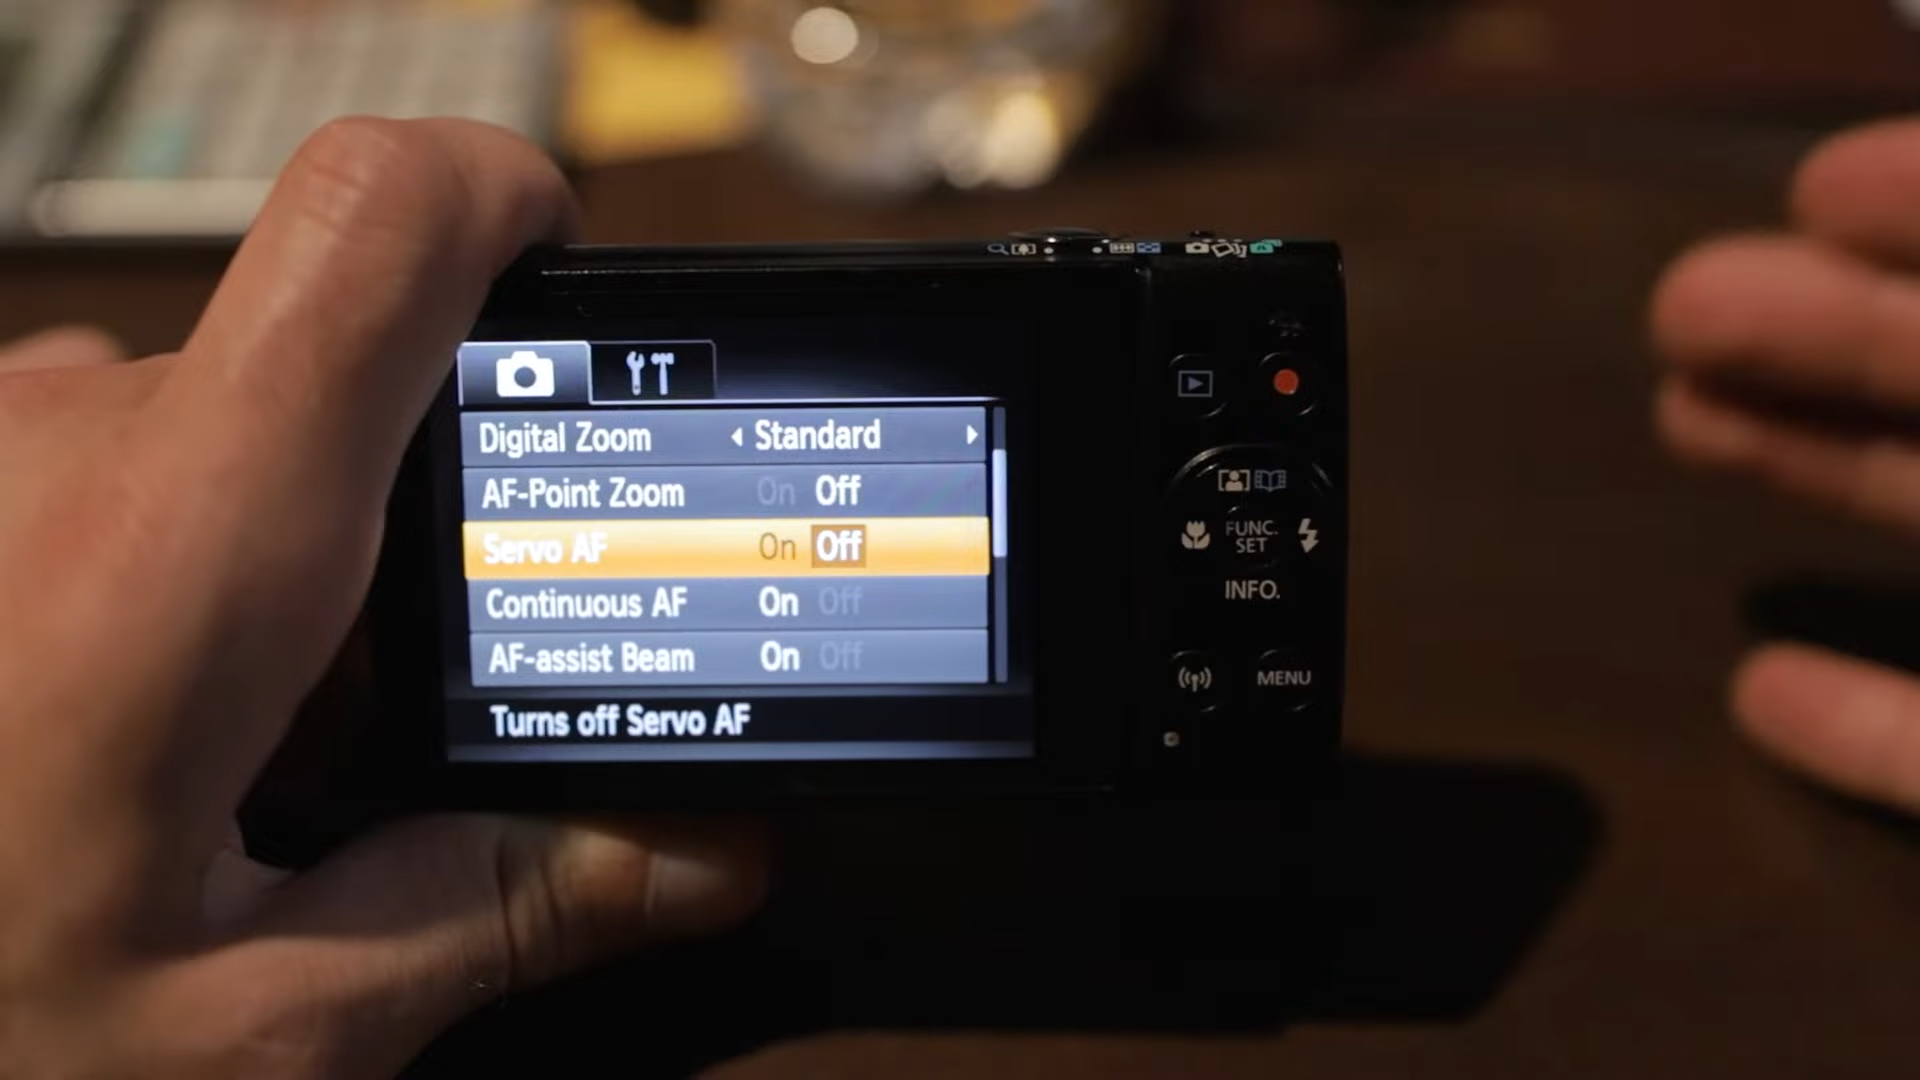 Digital Zoom Standard
AF-Point Zoom On Off
Servo AF On Off
Continuous AF On Off
AF-assist Beam On Off
Turns off Servo AF
FUNC.
SET
INFO.
MENU